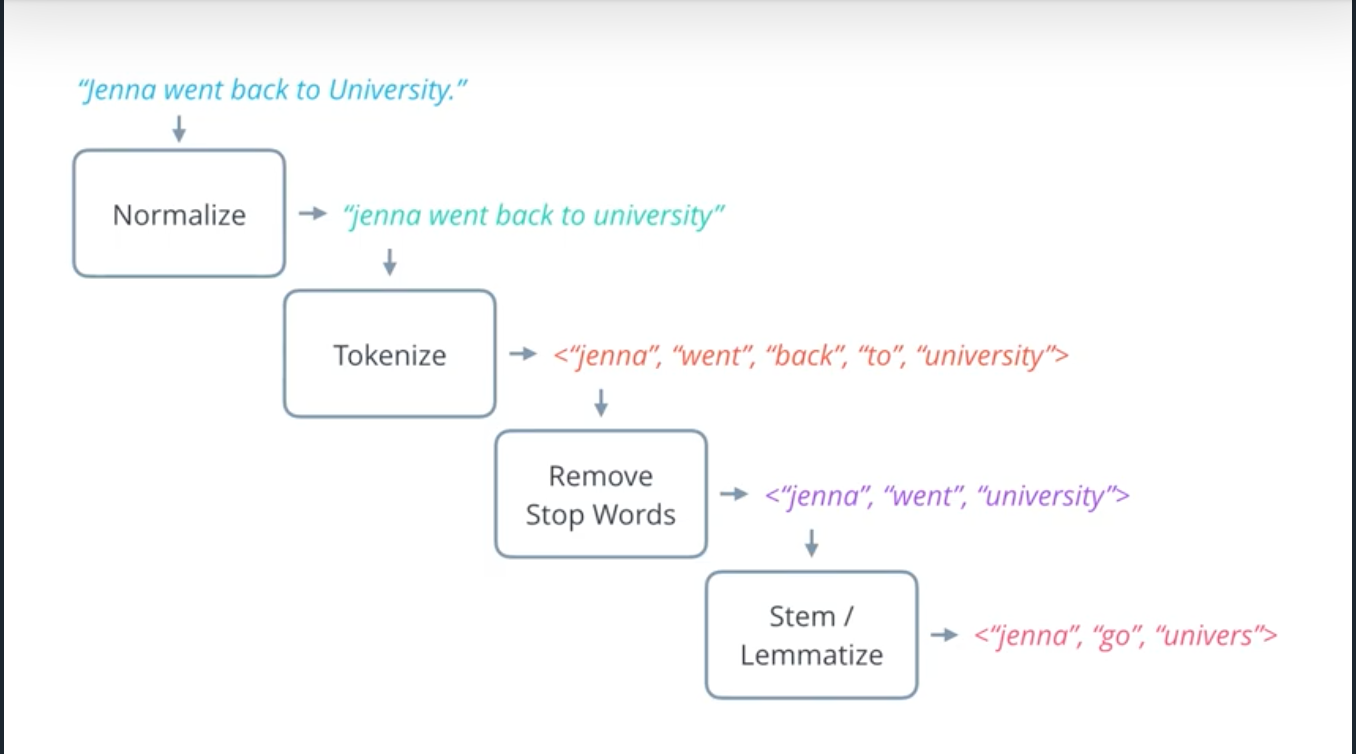 “Jenna went back to University.”
Normalize
“jenna went back to university”
Tokenize
<“jenna”, “went”, “back”, “to”, “university”>
Remove
Stop Words
<“jenna”, “went”, “university”>
Stem /
Lemmatize
<“jenna”, “go”, “univers”>